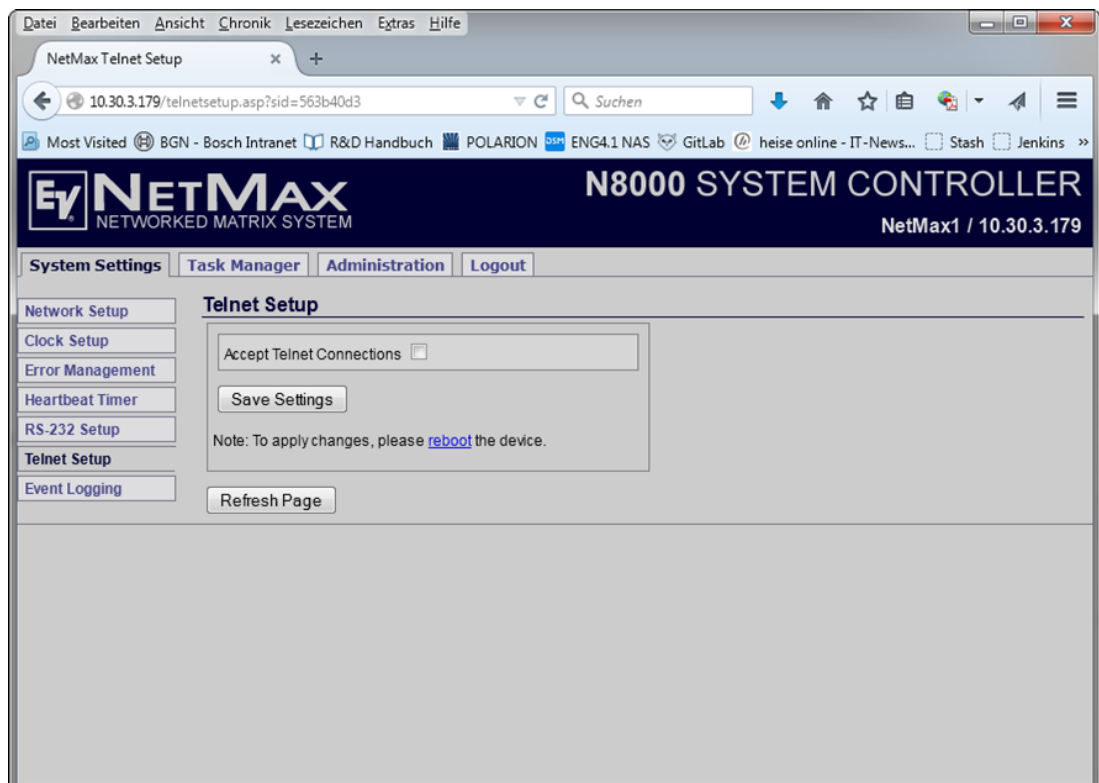 Datei Bearbeiten Ansicht Chronik Lesezeichen Extras Hilfe
NetMax Telnet Setup
10.30.3.179/telnetsetup.asp?sid=563b40d3 Suchen
Most Visited BGN - Bosch Intranet R&D Handbuch POLARION DSM ENG4.1 NAS GitLab heise online - IT-News... Stash Jenkins »
EV NETMAX N8000 SYSTEM CONTROLLER
NETWORKED MATRIX SYSTEM NetMax1 / 10.30.3.179
System Settings Task Manager Administration Logout
Telnet Setup
Network Setup
Clock Setup
Error Management
Heartbeat Timer
RS-232 Setup
Telnet Setup
Event Logging
Accept Telnet Connections
Save Settings
Note: To apply changes, please reboot the device.
Refresh Page